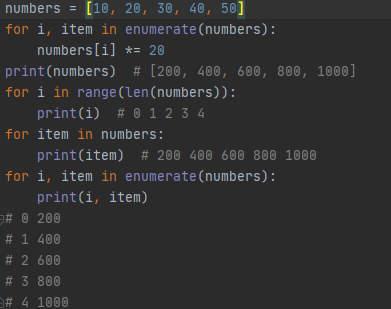 numbers = [10, 20, 30, 40, 50]
for i, item in enumerate(numbers):
    numbers[i] *= 20
print(numbers)  # [200, 400, 600, 800, 1000]
for i in range(len(numbers)):
    print(i)  # 0 1 2 3 4
for item in numbers:
    print(item)  # 200 400 600 800 1000
for i, item in enumerate(numbers):
    print(i, item)
# 0 200
# 1 400
# 2 600
# 3 800
# 4 1000